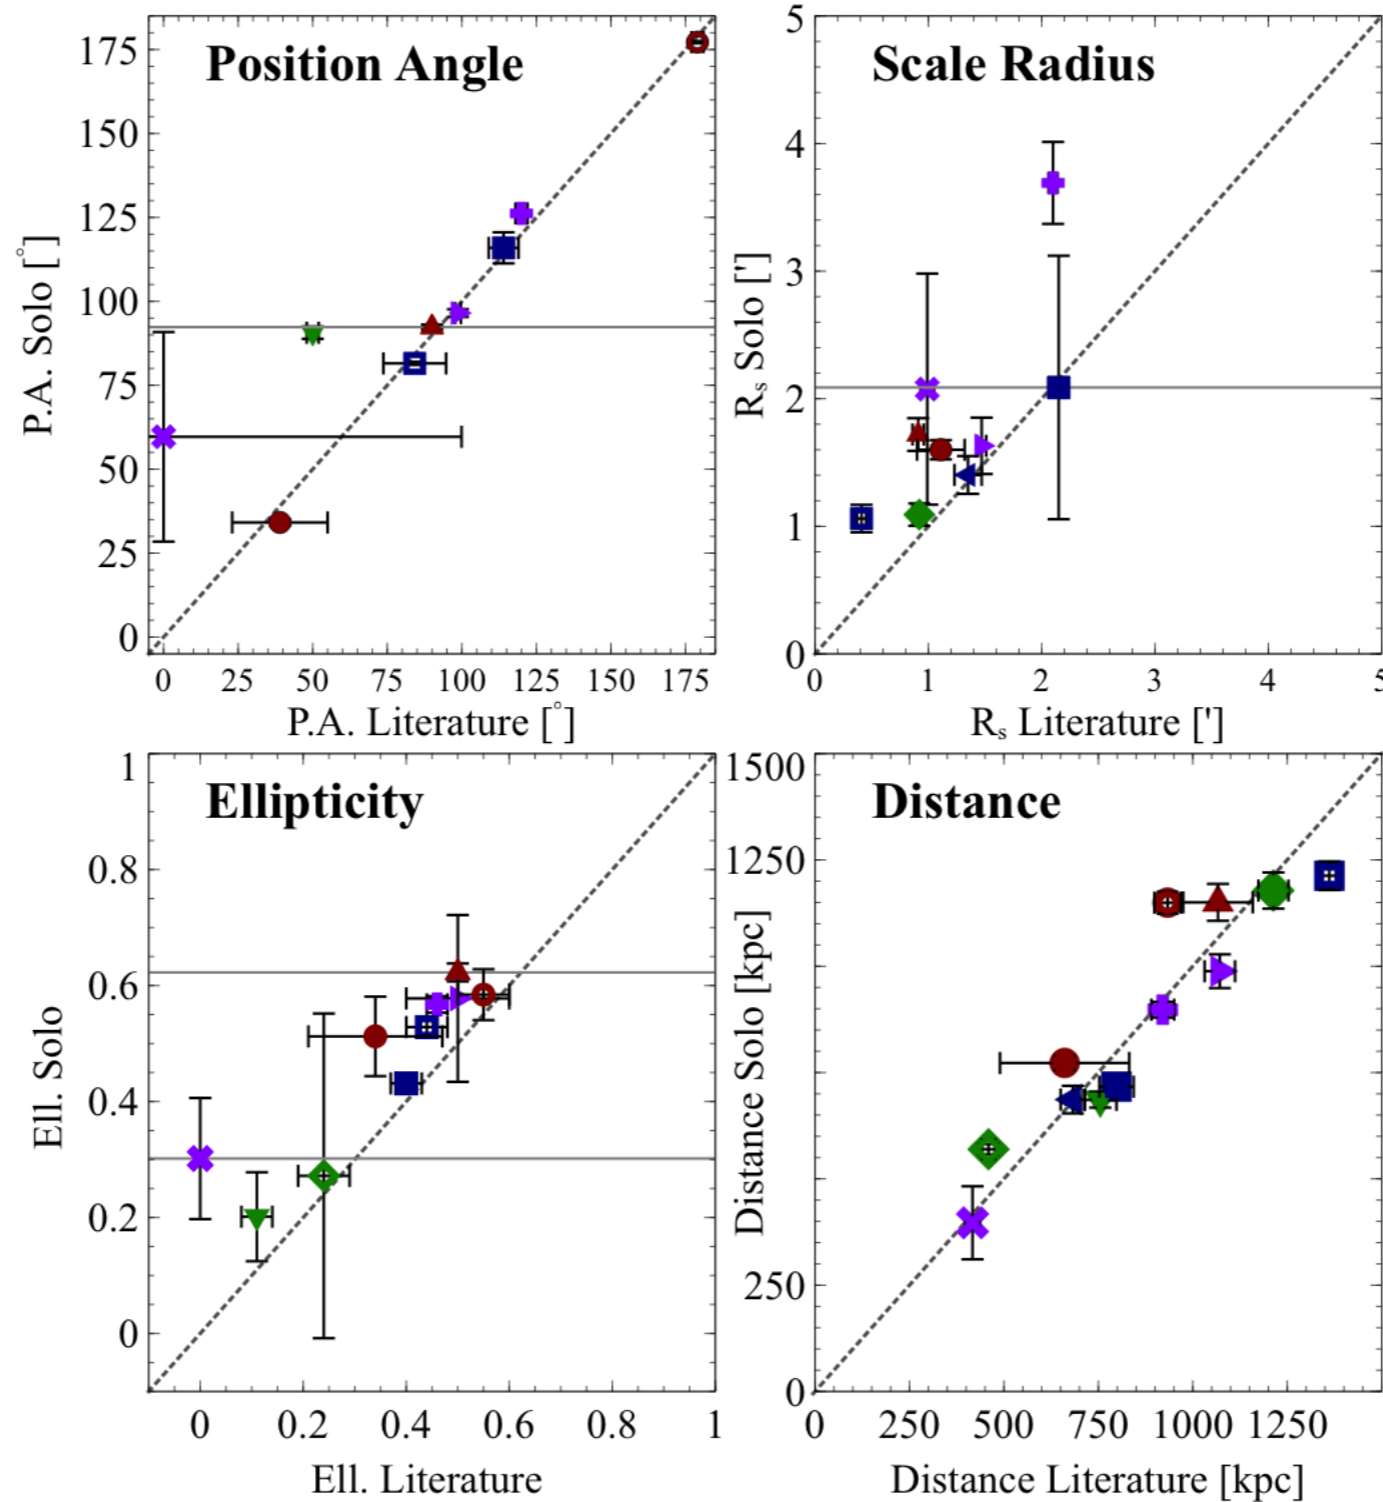 Position Angle
175
150
125
100
75
50
25
0
P.A. Solo [°]
0 25 50 75 100 125 150 175
P.A. Literature [°]
Scale Radius
5
4
3
2
1
0
Rₛ Solo [']
0 1 2 3 4 5
Rₛ Literature [']
Ellipticity
1
0.8
0.6
0.4
0.2
0
Ell. Solo
0 0.2 0.4 0.6 0.8 1
Ell. Literature
Distance
1500
1250
250
0
Distance Solo [kpc]
0 250 500 750 1000 1250
Distance Literature [kpc]